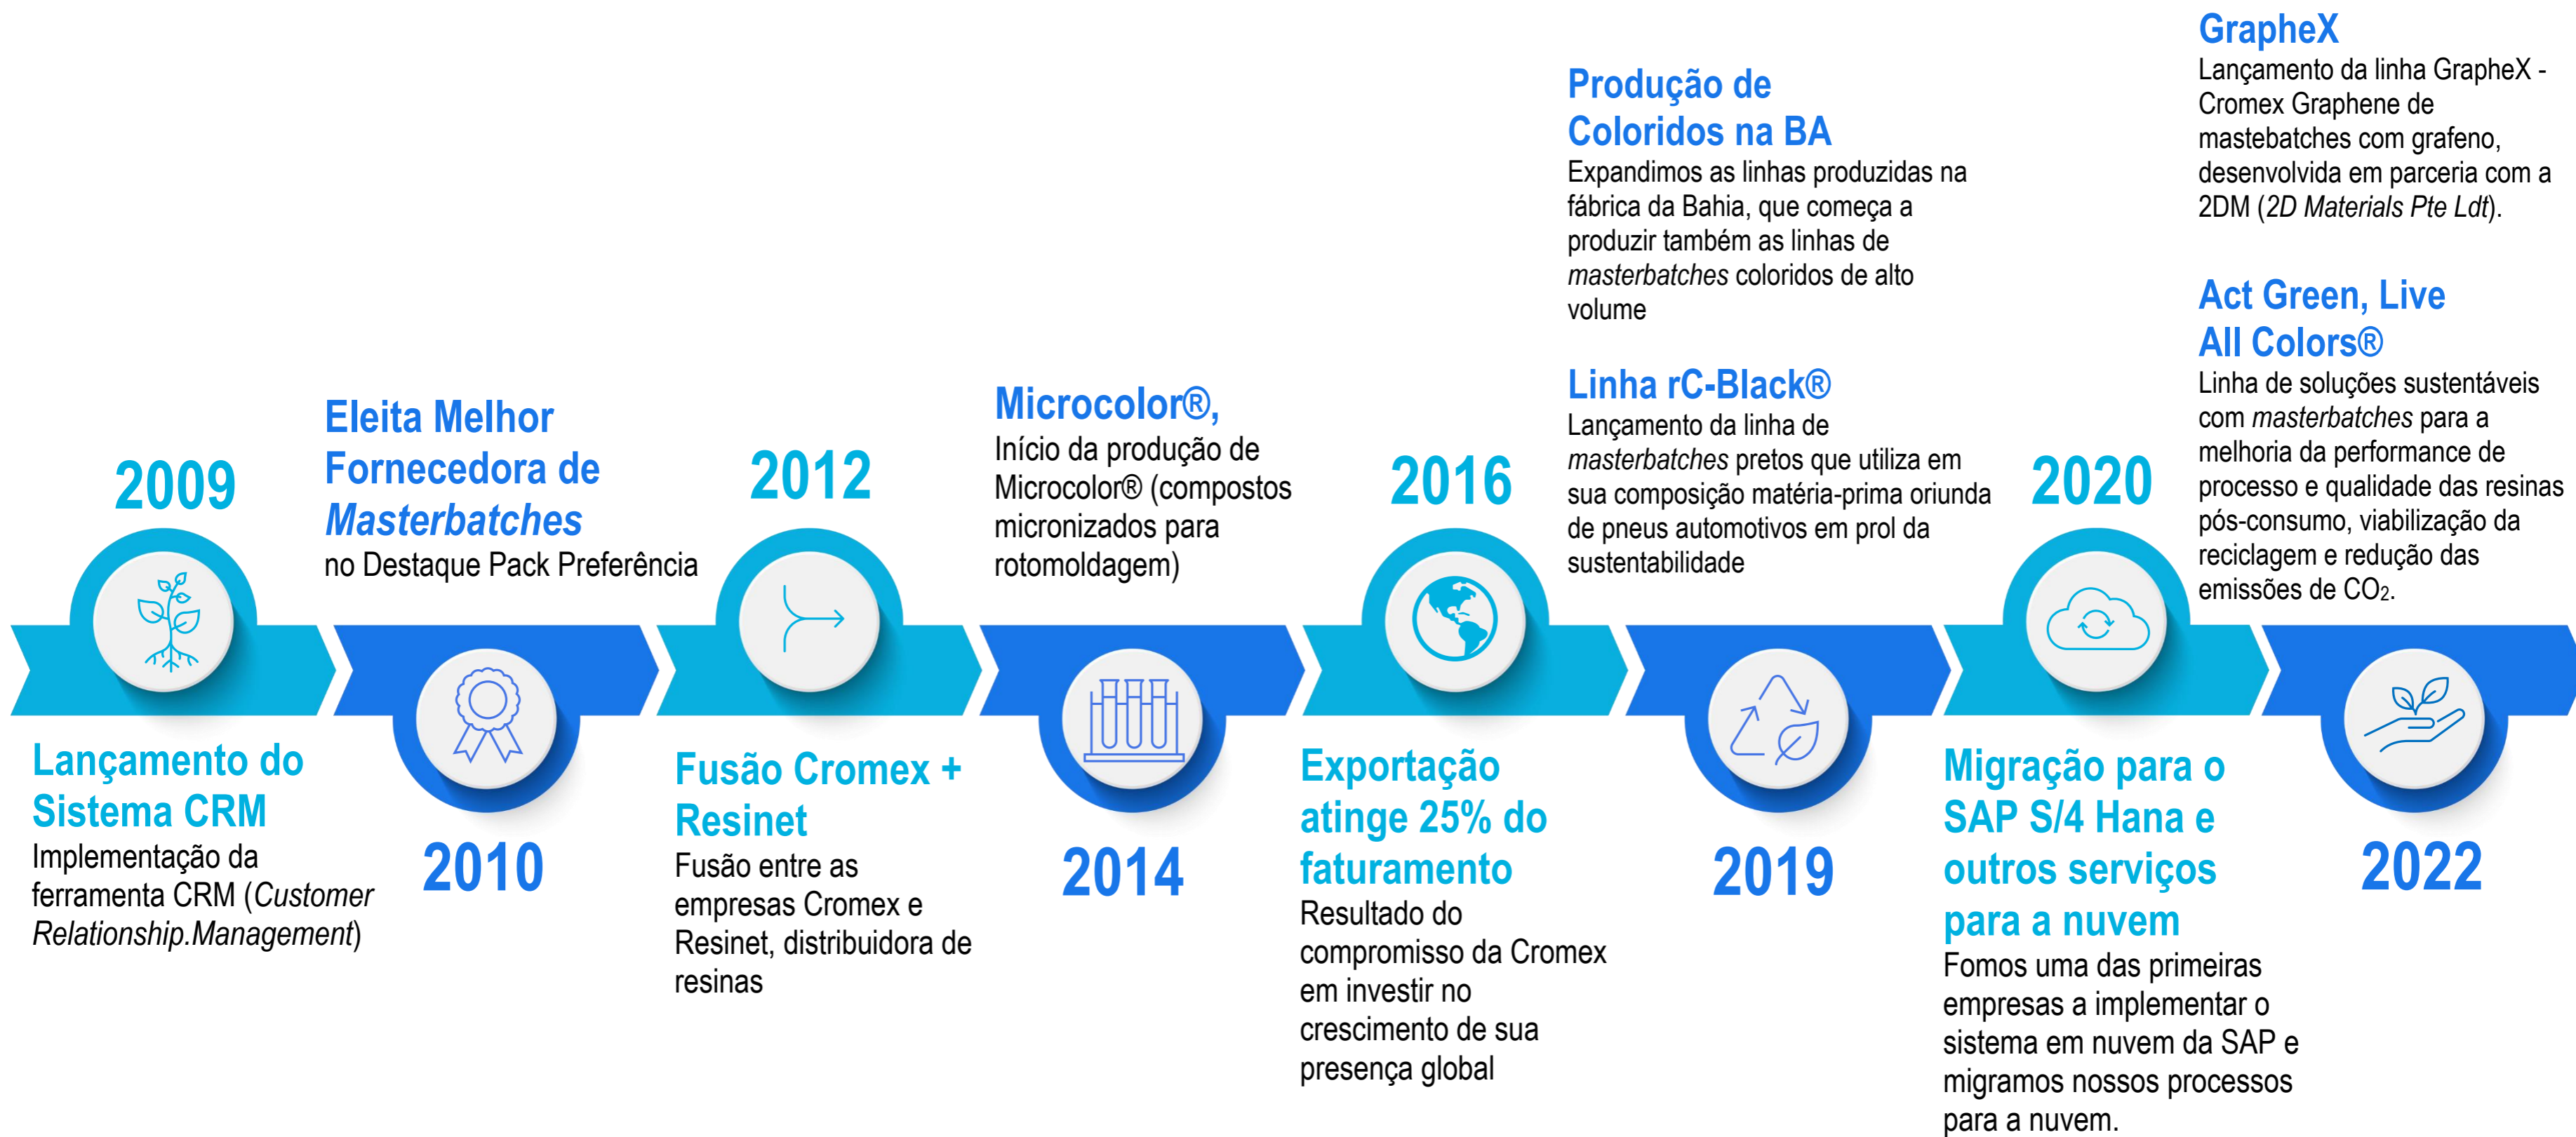 2009
Lançamento do
Sistema CRM
Implementação da
ferramenta CRM (Customer
Relationship.Management)
Eleita Melhor
Fornecedora de
Masterbatches
no Destaque Pack Preferência
2010
2012
Fusão Cromex +
Resinet
Fusão entre as
empresas Cromex e
Resinet, distribuidora de
resinas
Microcolor®,
Início da produção de
Microcolor® (compostos
micronizados para
rotomoldagem)
2014
2016
Exportação
atinge 25% do
faturamento
Resultado do
compromisso da Cromex
em investir no
crescimento de sua
presença global
Produção de
Coloridos na BA
Expandimos as linhas produzidas na
fábrica da Bahia, que começa a
produzir também as linhas de
masterbatches coloridos de alto
volume
Linha rC-Black®
Lançamento da linha de
masterbatches pretos que utiliza em
sua composição matéria-prima oriunda
de pneus automotivos em prol da
sustentabilidade
2019
2020
Migração para o
SAP S/4 Hana e
outros serviços
para a nuvem
Fomos uma das primeiras
empresas a implementar o
sistema em nuvem da SAP e
migramos nossos processos
para a nuvem.
GrapheX
Lançamento da linha GrapheX -
Cromex Graphene de
mastebatches com grafeno,
desenvolvida em parceria com a
2DM (2D Materials Pte Ldt).
Act Green, Live
All Colors®
Linha de soluções sustentáveis
com masterbatches para a
melhoria da performance de
processo e qualidade das resinas
pós-consumo, viabilização da
reciclagem e redução das
emissões de CO₂.
2022